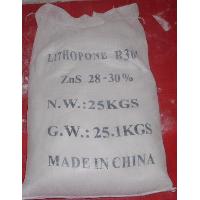 LITHOPONE B301
ZnS 28-30%
N.W.:25KGS
G.W.:25.1KGS
MADE IN CHINA